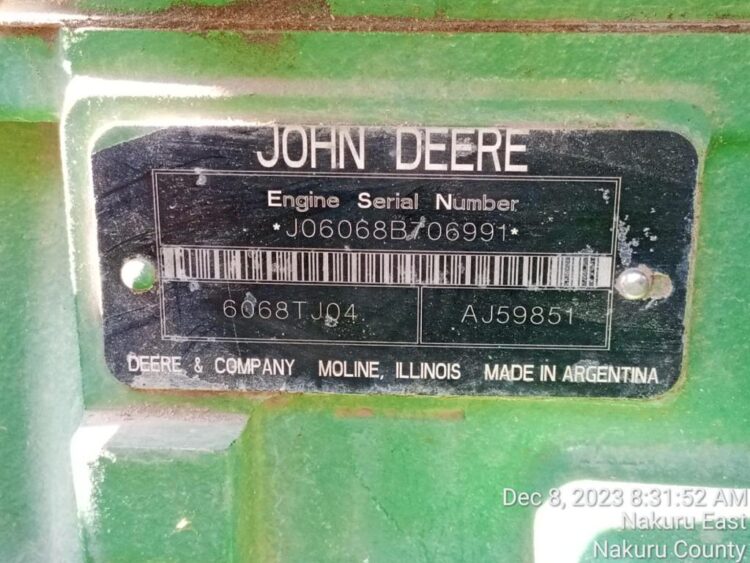 JOHN DEERE
Engine Serial Number
*J06068B706991*
6068TJ04 AJ59851
DEERE & COMPANY MOLINE, ILLINOIS MADE IN ARGENTINA
Dec 8, 2023 8:31:52 AM
Nakuru East
Nakuru County